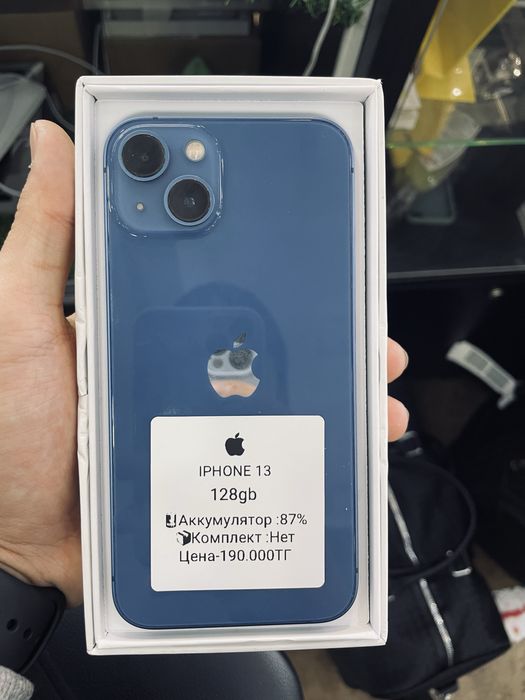 IPHONE 13
128gb
Аккумулятор :87%
Комплект :Нет
Цена-190.000ТГ